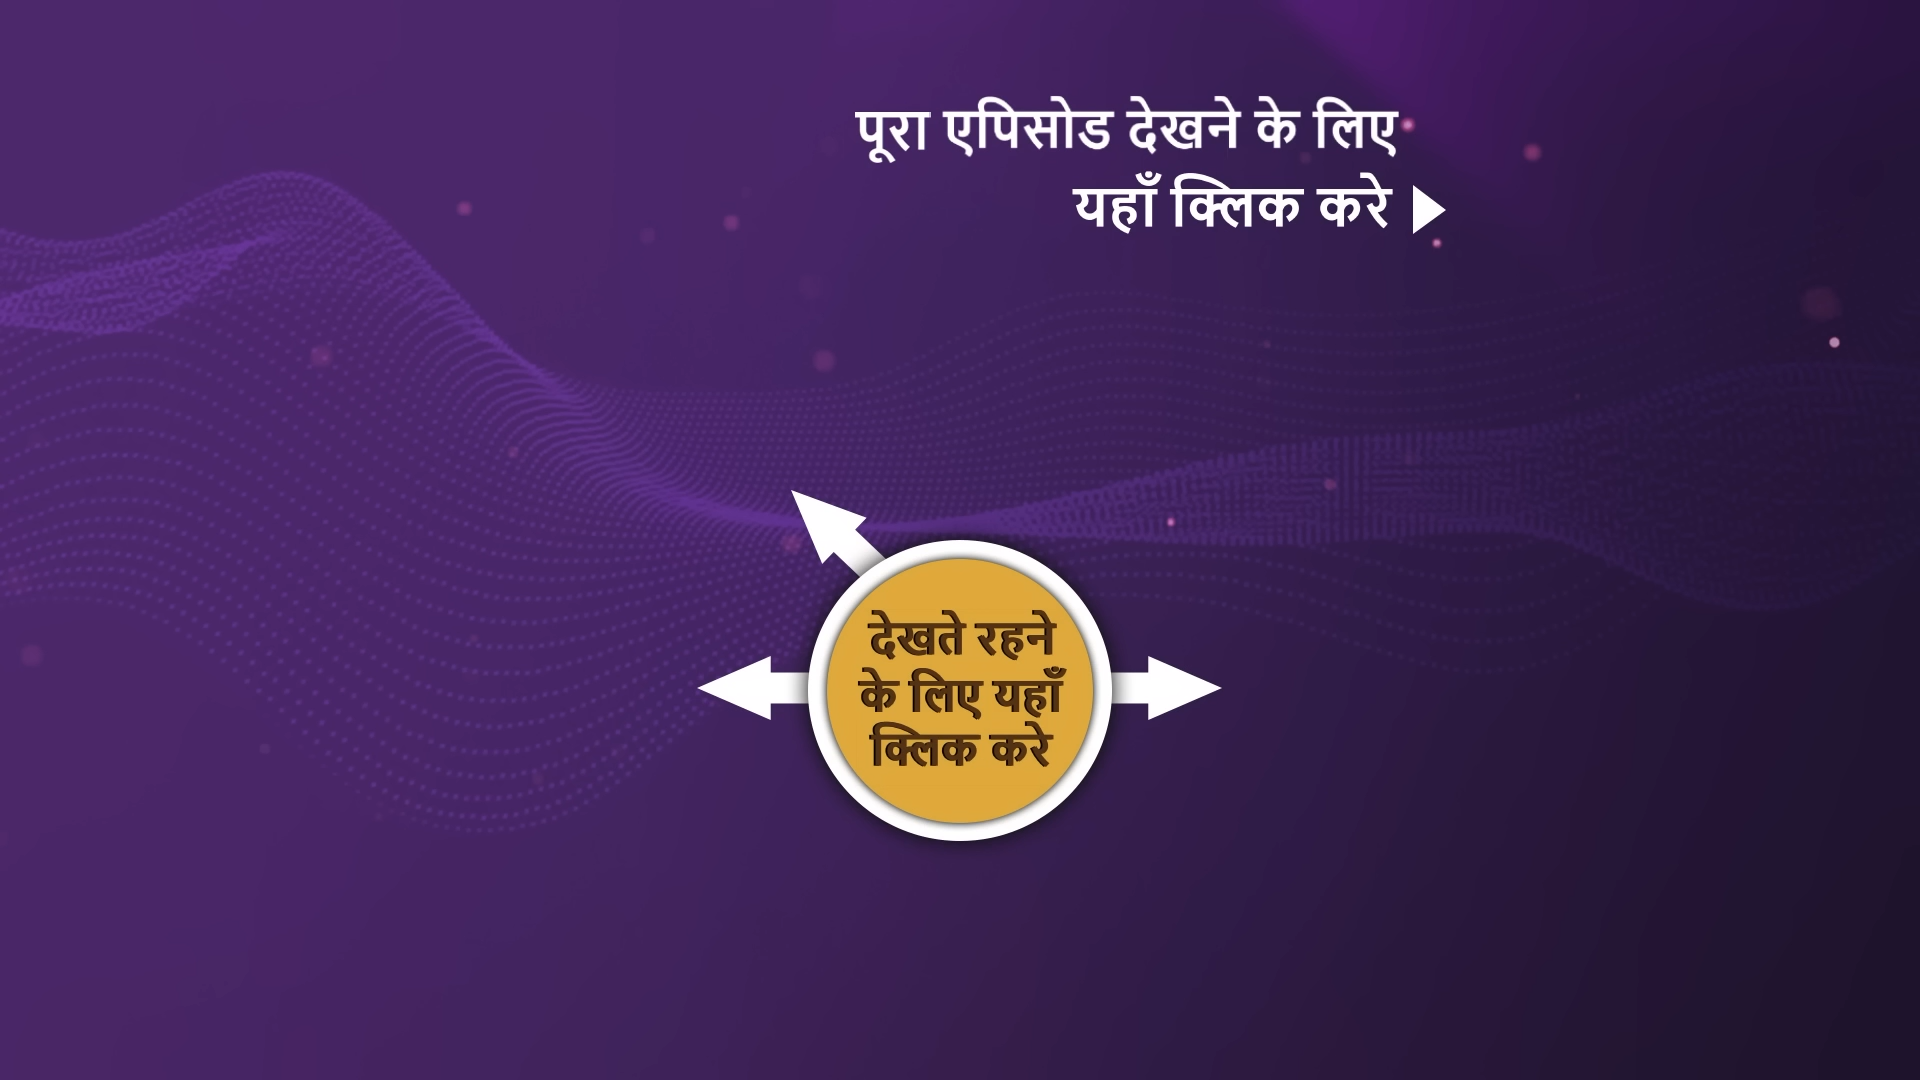 पूरा एपिसोड देखने के लिए
यहाँ क्लिक करे
देखते रहने
के लिए यहाँ
क्लिक करे